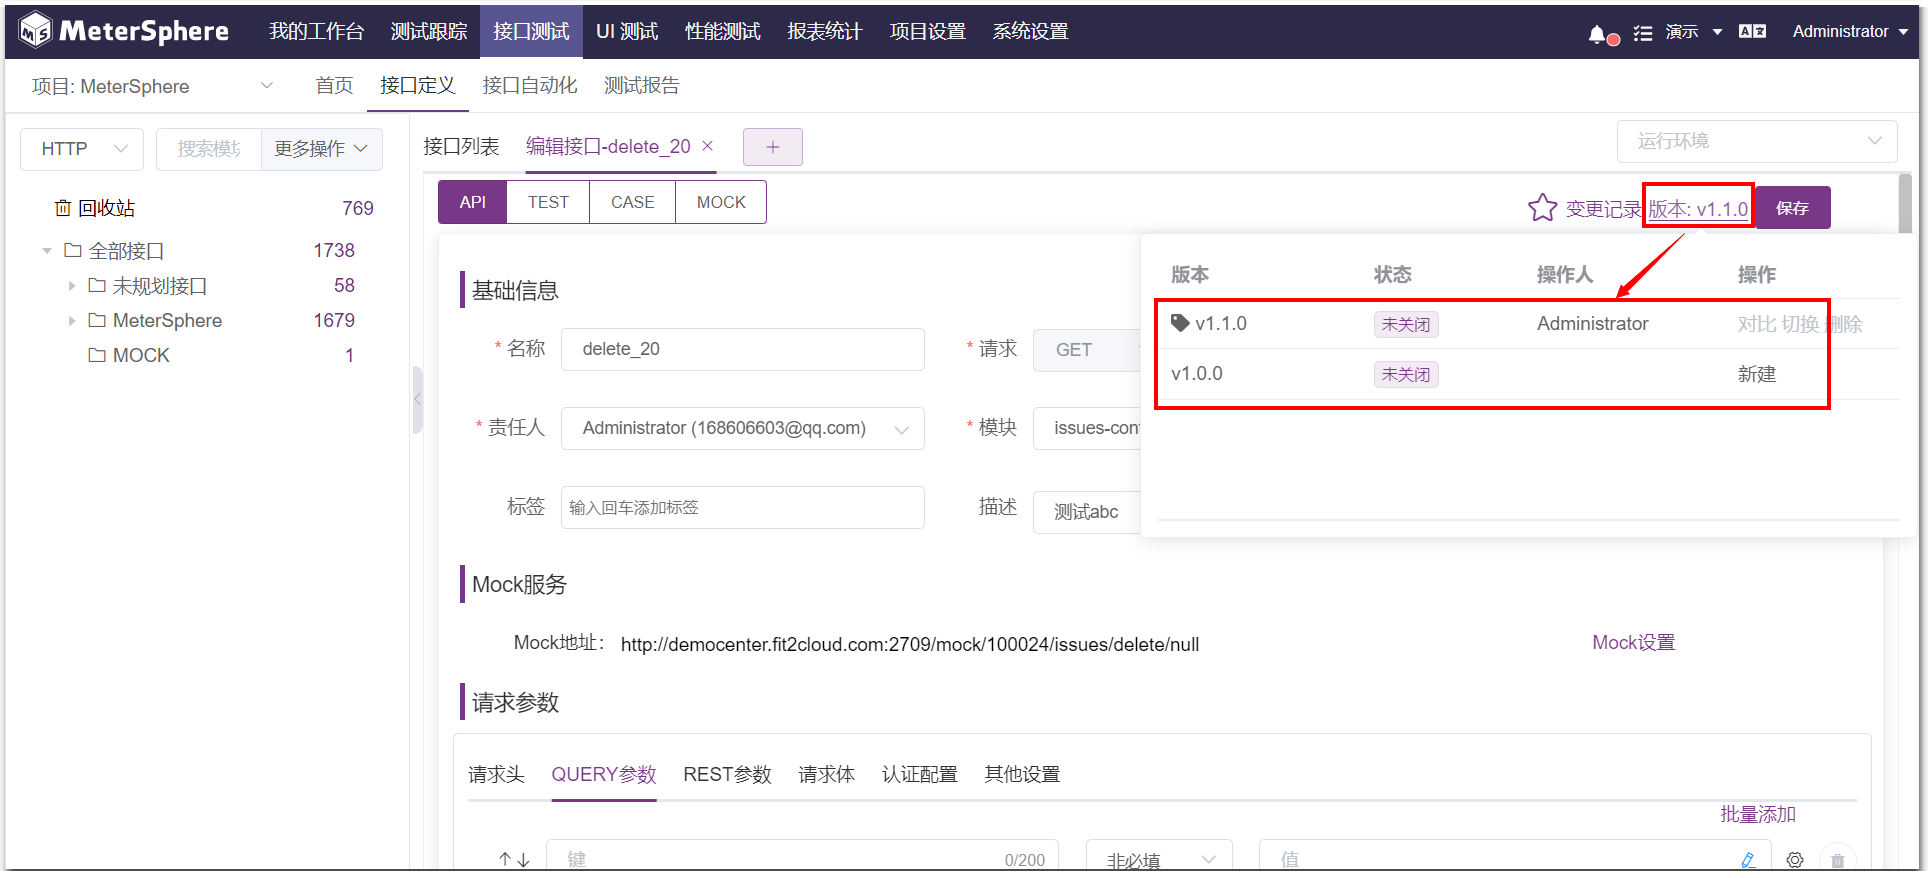 MeterSphere 我的工作台 测试跟踪 接口测试 UI 测试 性能测试 报表统计 项目设置 系统设置 演示 Administrator
项目: MeterSphere 首页 接口定义 接口自动化 测试报告
HTTP 搜索模块 更多操作 接口列表 编辑接口-delete_20 × + 运行环境
回收站 769
全部接口 1738
未规划接口 58
MeterSphere 1679
MOCK 1
API TEST CASE MOCK 变更记录 版本: v1.1.0 保存
版本 状态 操作人 操作
v1.1.0 未关闭 Administrator 对比 切换 删除
v1.0.0 未关闭 新建
基础信息
* 名称 delete_20 * 请求 GET
* 责任人 Administrator (168606603@qq.com) * 模块 issues-con
标签 输入回车添加标签 描述 测试abc
Mock服务
Mock地址： http://democenter.fit2cloud.com:2709/mock/100024/issues/delete/null Mock设置
请求参数
请求头 QUERY参数 REST参数 请求体 认证配置 其他设置
批量添加
键 0/200 非必填 值